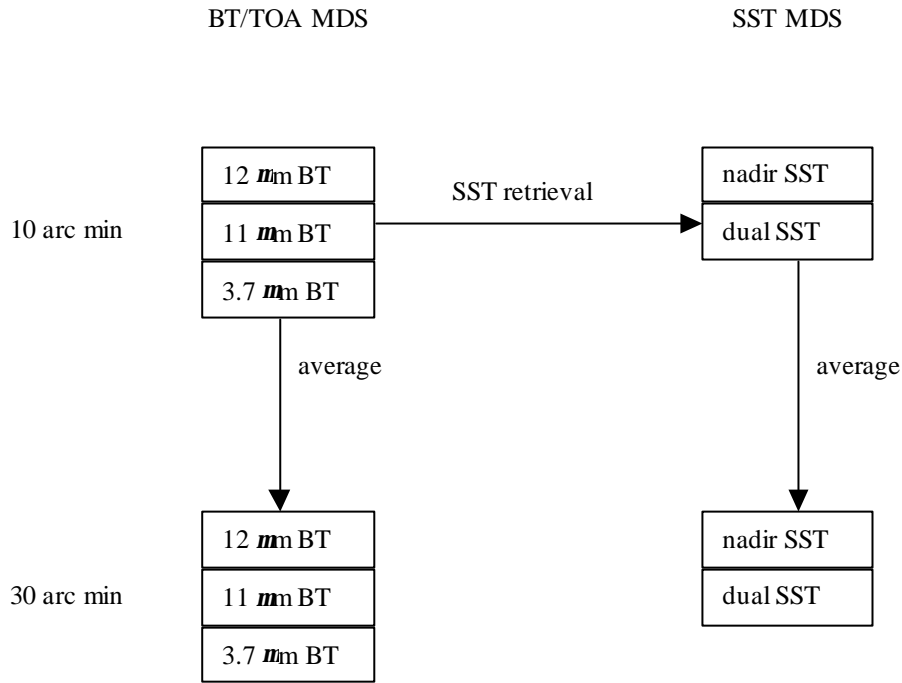 BT/TOA MDS
SST MDS
12 mm BT
11 mm BT
3.7 mm BT
10 arc min
SST retrieval
nadir SST
dual SST
average
average
12 mm BT
11 mm BT
3.7 mm BT
30 arc min
nadir SST
dual SST